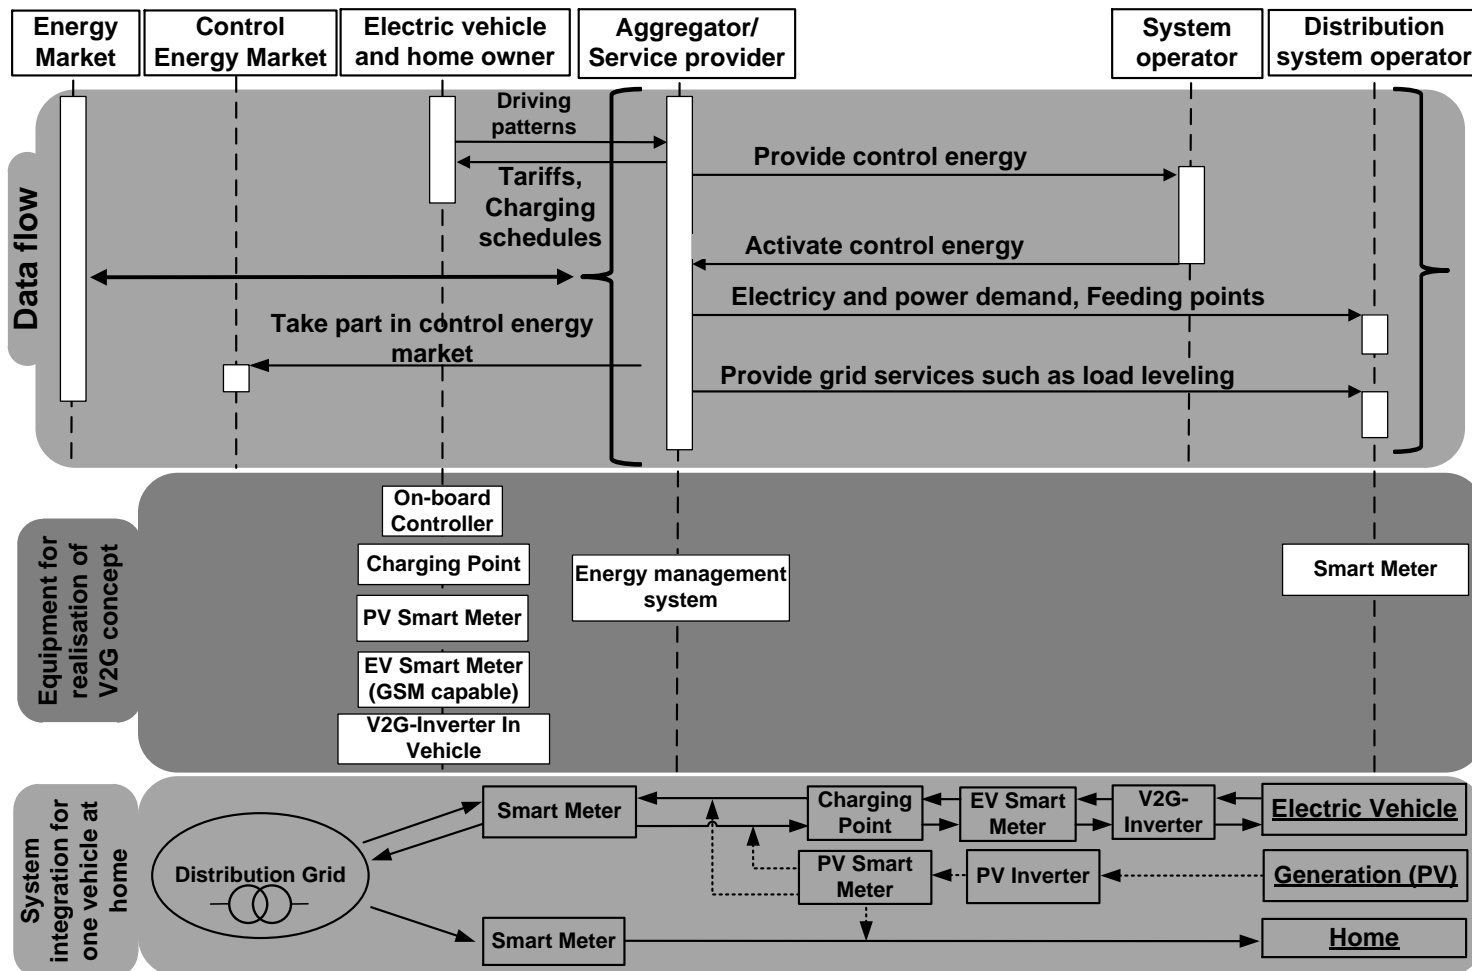 Energy
Market
Control
Energy Market
Electric vehicle
and home owner
Aggregator/
Service provider
System
operator
Distribution
system operator
Data flow
Driving
patterns
Tariffs,
Charging
schedules
Provide control energy
Activate control energy
Electricy and power demand, Feeding points
Take part in control energy
market
Provide grid services such as load leveling
Equipment for
realisation of
V2G concept
On-board
Controller
Charging Point
PV Smart Meter
EV Smart Meter
(GSM capable)
V2G-Inverter In
Vehicle
Energy management
system
Smart Meter
System
integration for
one vehicle at
home
Distribution Grid
Smart Meter
Charging
Point
EV Smart
Meter
V2G-
Inverter
Electric Vehicle
PV Smart
Meter
PV Inverter
Generation (PV)
Smart Meter
Home